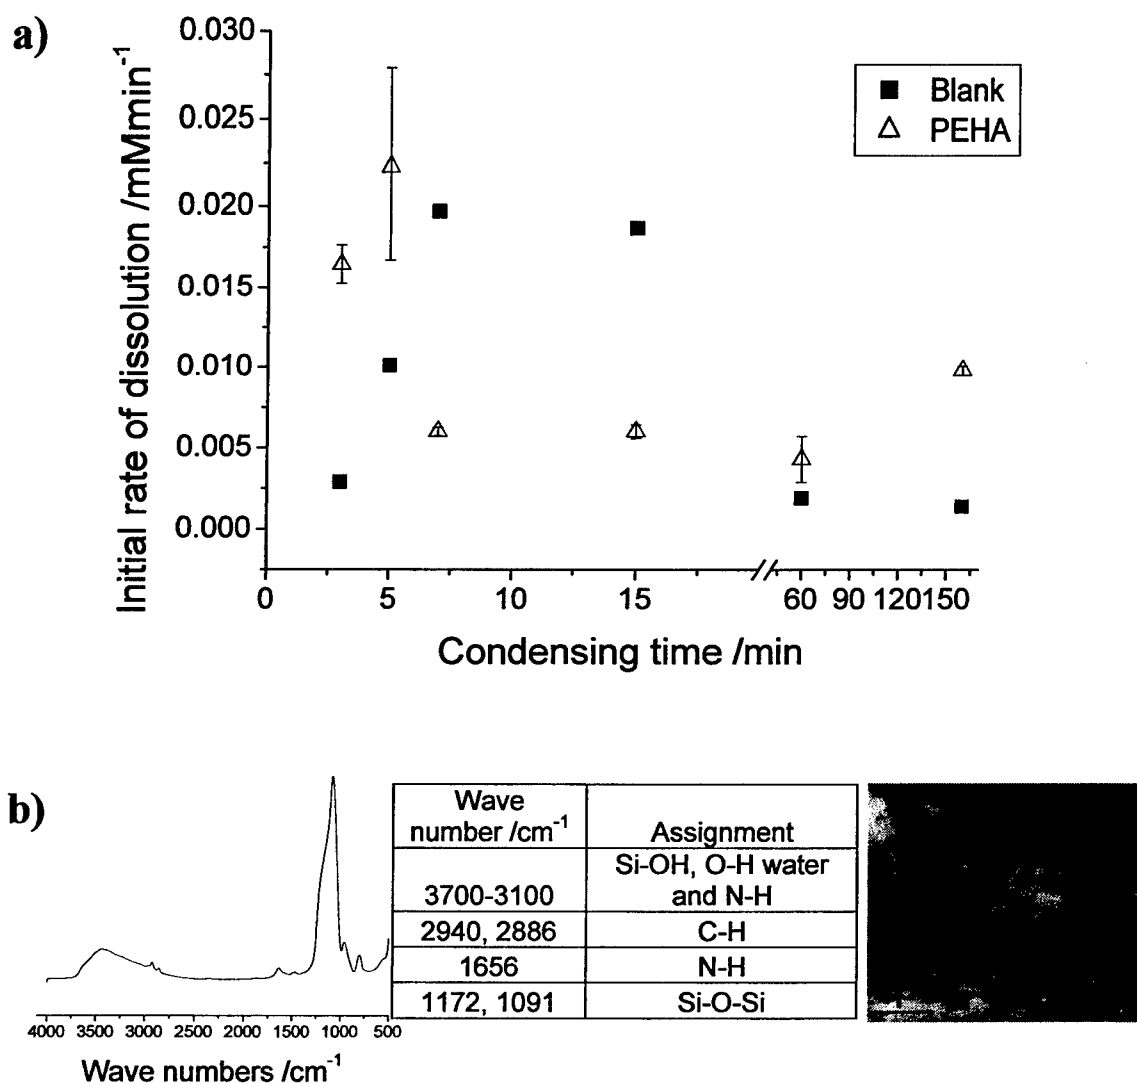 a)
0.030
0.025
0.020
0.015
0.010
0.005
0.000
Initial rate of dissolution /mMmin⁻¹
Blank
PEHA
0 5 10 15 60 90 120 150
Condensing time /min
b)
4000 3500 3000 2500 2000 1500 1000 500
Wave numbers /cm⁻¹
Wave
number /cm⁻¹ Assignment
3700-3100 Si-OH, O-H water
and N-H
2940, 2886 C-H
1656 N-H
1172, 1091 Si-O-Si